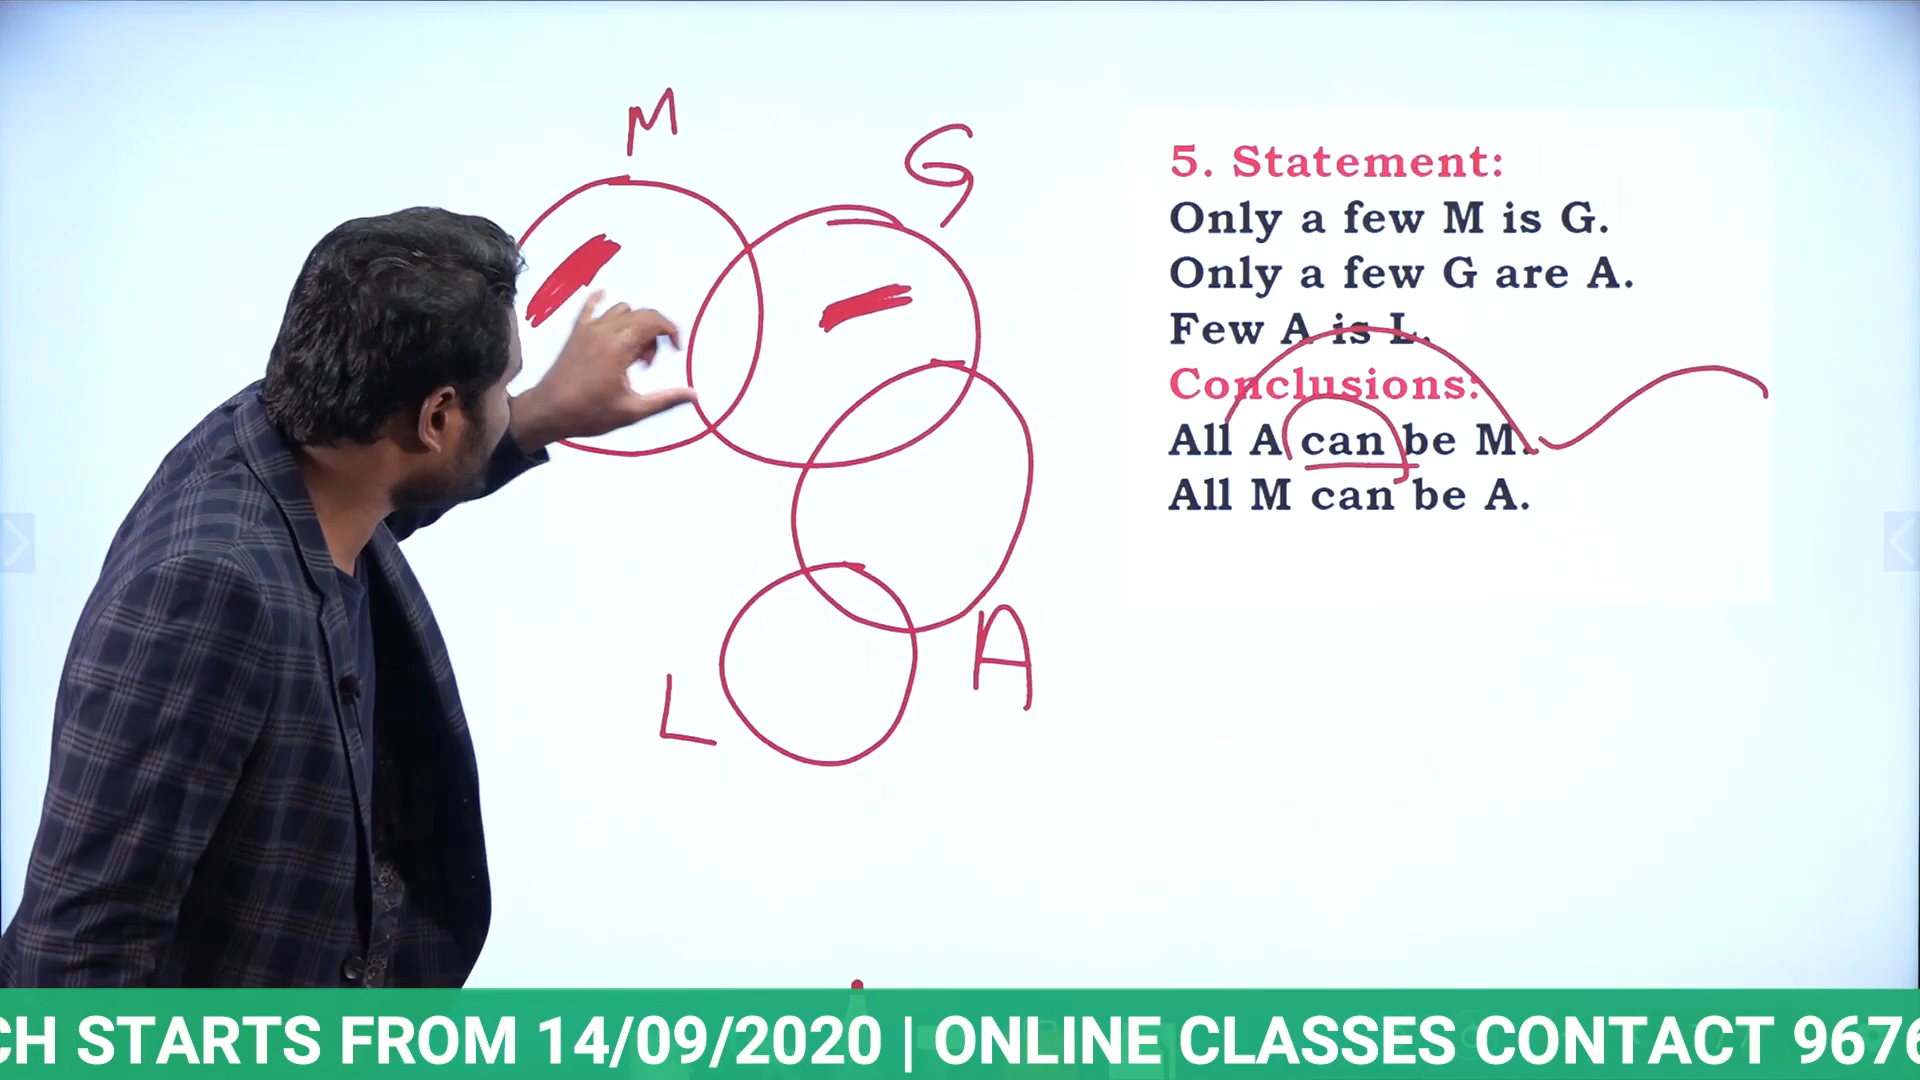 M
G
5. Statement:
Only a few M is G.
Only a few G are A.
Few A is L.
Conclusions:
All A can be M.
All M can be A.
A
L
CH STARTS FROM 14/09/2020 | ONLINE CLASSES CONTACT 9676